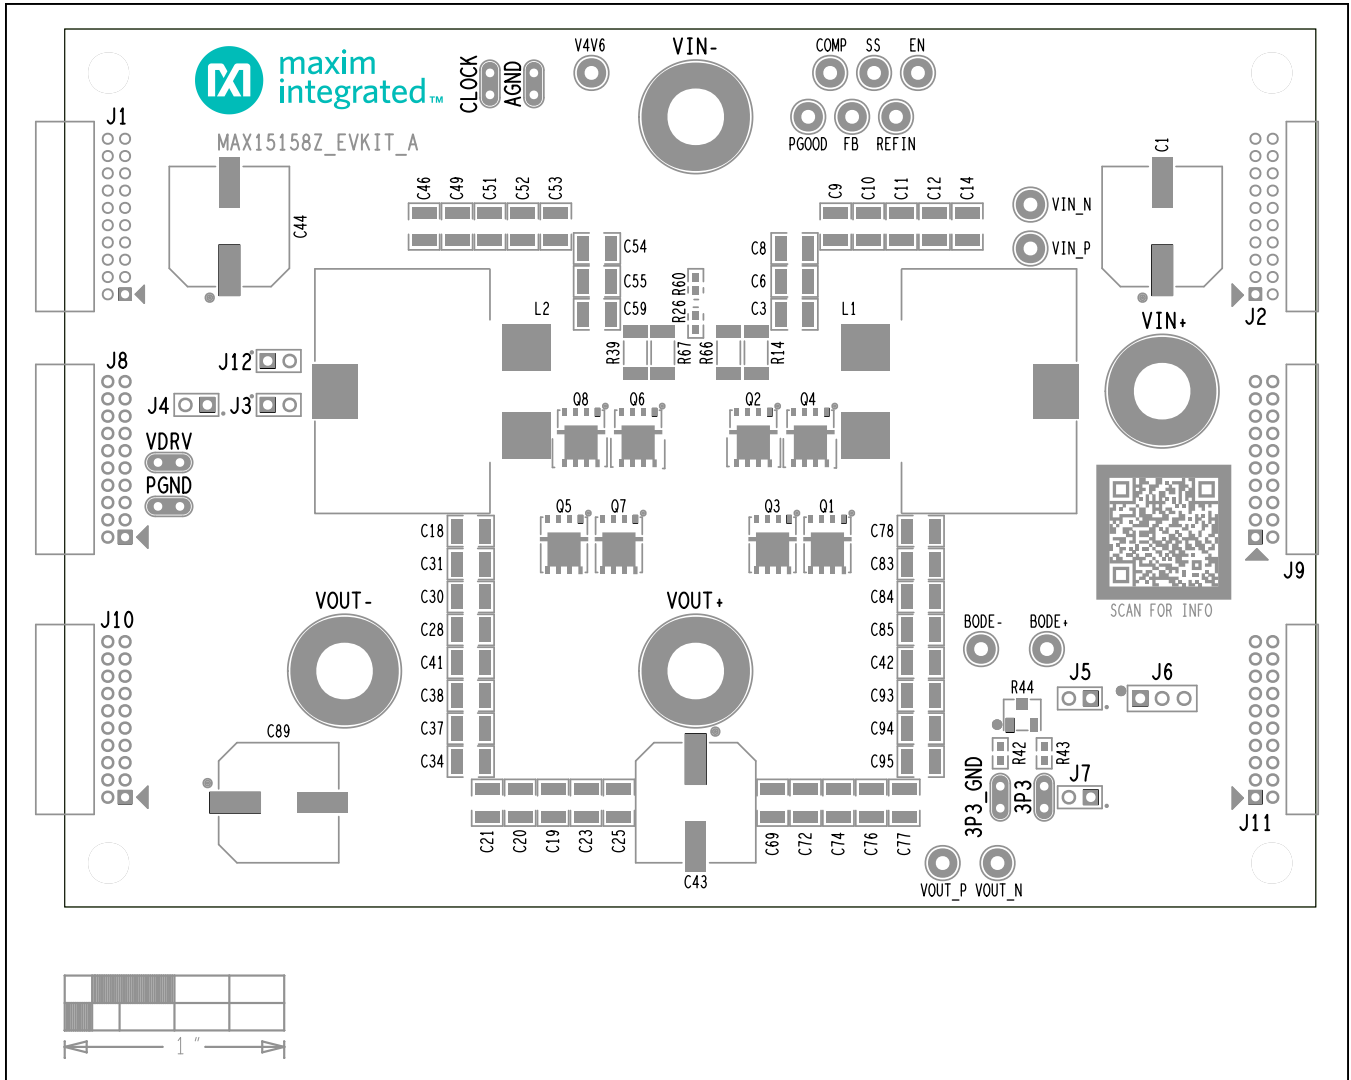 maxim
integrated™
MAX15158Z_EVKIT_A
CLOCK
AGND
V4V6
VIN-
COMP
SS
EN
PGOOD
FB
REFIN
J1
C44
C46
C49
C51
C52
C53
C9
C10
C11
C12
C14
C1
VIN_N
VIN_P
J2
C54
C55
C59
C8
C6
C3
R60
R26
L2
L1
VIN+
R39
R67
R66
R14
J8
J12
J4
J3
VDRV
PGND
Q8
Q6
Q2
Q4
Q5
Q7
Q3
Q1
J9
SCAN FOR INFO
C18
C31
C30
C28
C41
C38
C37
C34
C78
C83
C84
C85
C42
C93
C94
C95
J10
VOUT-
VOUT+
BODE-
BODE+
J5
J6
R44
R42
R43
C89
3P3_GND
3P3
J7
J11
C21
C20
C19
C23
C25
C43
C69
C72
C74
C76
C77
VOUT_P
VOUT_N
1"